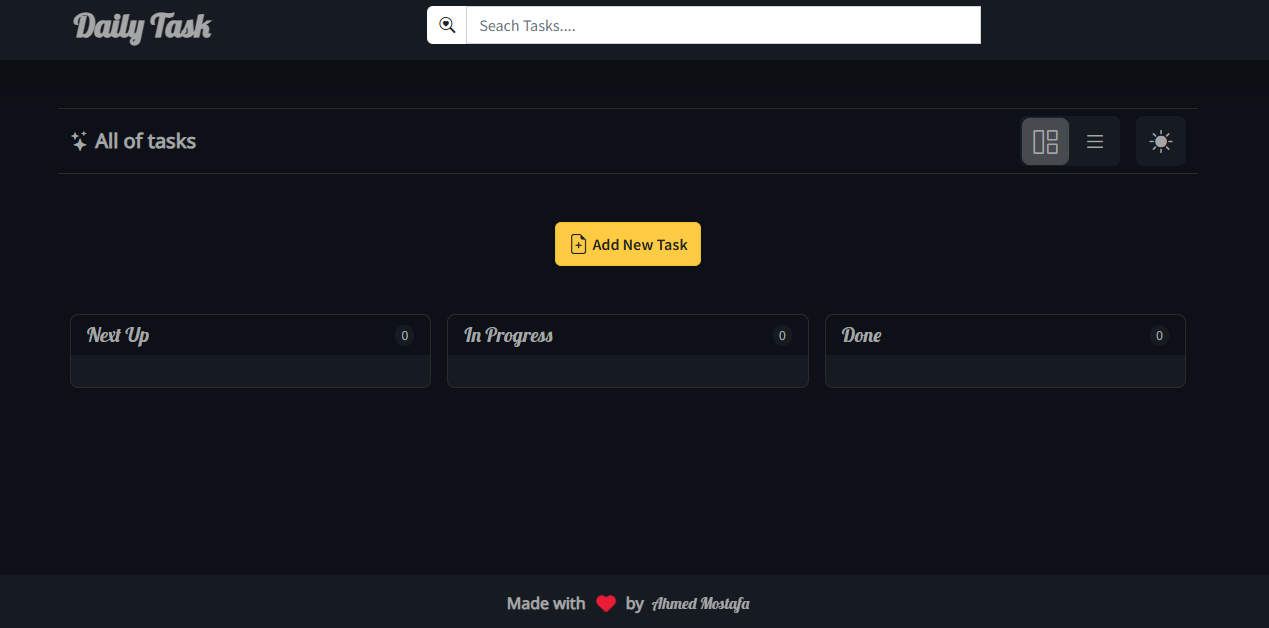 Daily Task
Seach Tasks....
All of tasks
Add New Task
Next Up 0
In Progress 0
Done 0
Made with ❤ by Ahmed Mostafa